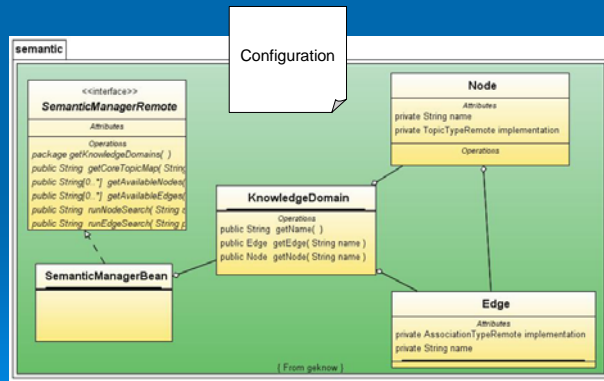 semantic
Configuration
<<interface>>
SemanticManagerRemote
Attributes
Operations
package getKnowledgeDomains( )
public String getCoreTopicMap( String
public String[0..*] getAvailableNodes(
public String[0..*] getAvailableEdges(
public String runNodeSearch( String s
public String runEdgeSearch( String p
SemanticManagerBean
KnowledgeDomain
Operations
public String getName( )
public Edge getEdge( String name )
public Node getNode( String name )
Node
Attributes
private String name
private TopicTypeRemote implementation
Operations
Edge
Attributes
private AssociationTypeRemote implementation
private String name
{ From geknow }